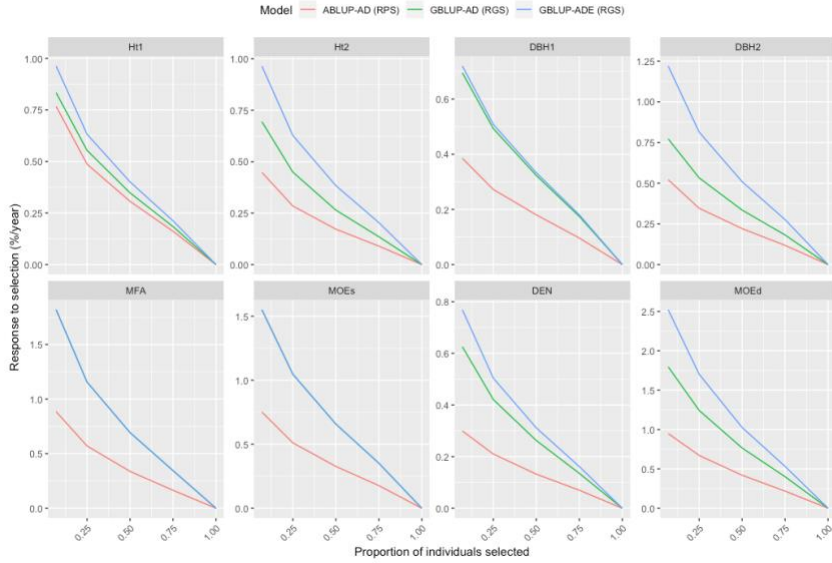 Model ABLUP-AD (RPS) GBLUP-AD (RGS) GBLUP-ADE (RGS)
Ht1 Ht2 DBH1 DBH2
1.00 0.75 0.50 0.25 0.00
1.00 0.75 0.50 0.25 0.00
0.6 0.4 0.2 0.0
1.25 1.00 0.75 0.50 0.25 0.00
Response to selection (%/year)
MFA MOEs DEN MOEd
1.5 1.0 0.5 0.0
1.5 1.0 0.5 0.0
0.8 0.6 0.4 0.2 0.0
2.5 2.0 1.5 1.0 0.5 0.0
0.25 0.50 0.75 1.00 0.25 0.50 0.75 1.00 0.25 0.50 0.75 1.00 0.25 0.50 0.75 1.00
Proportion of individuals selected